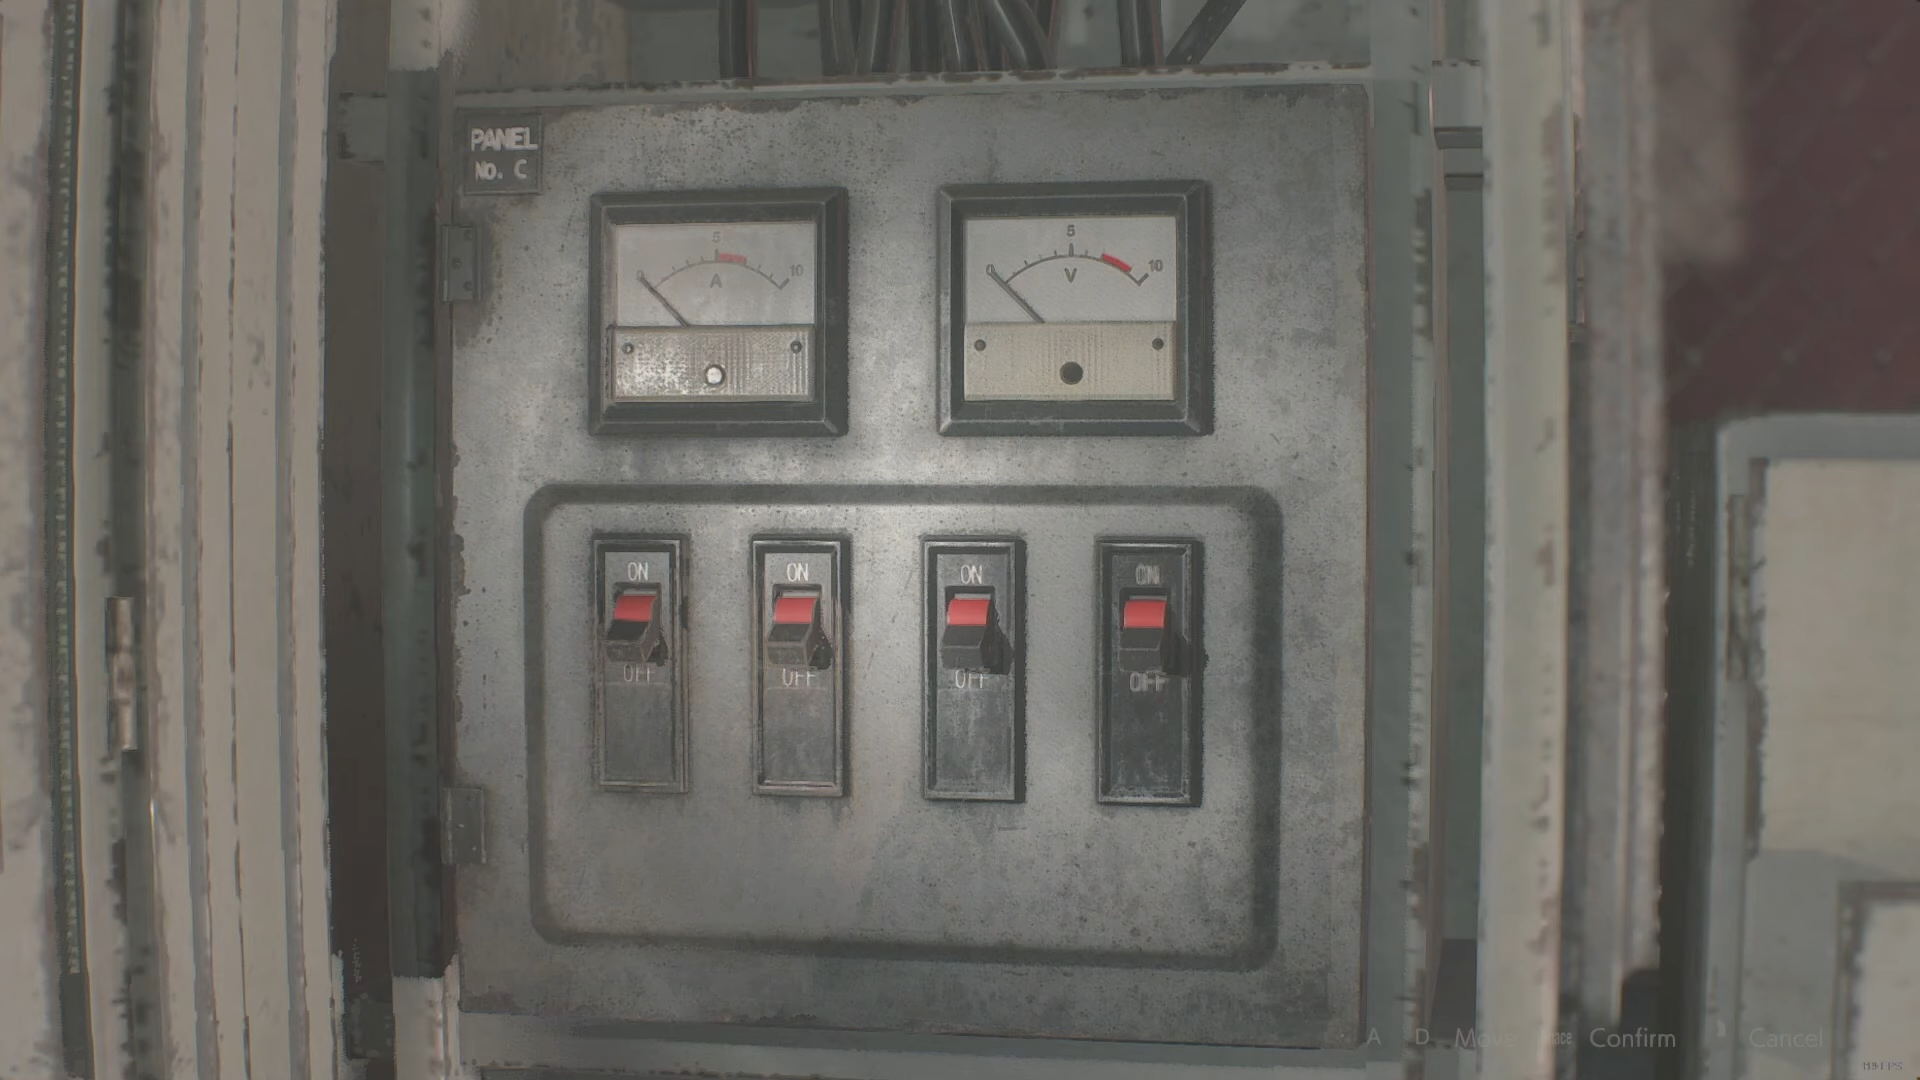 PANEL
No. C
5
0
10
A
5
0
10
V
ON
OFF
ON
OFF
ON
OFF
ON
OFF
A D Move Confirm Cancel